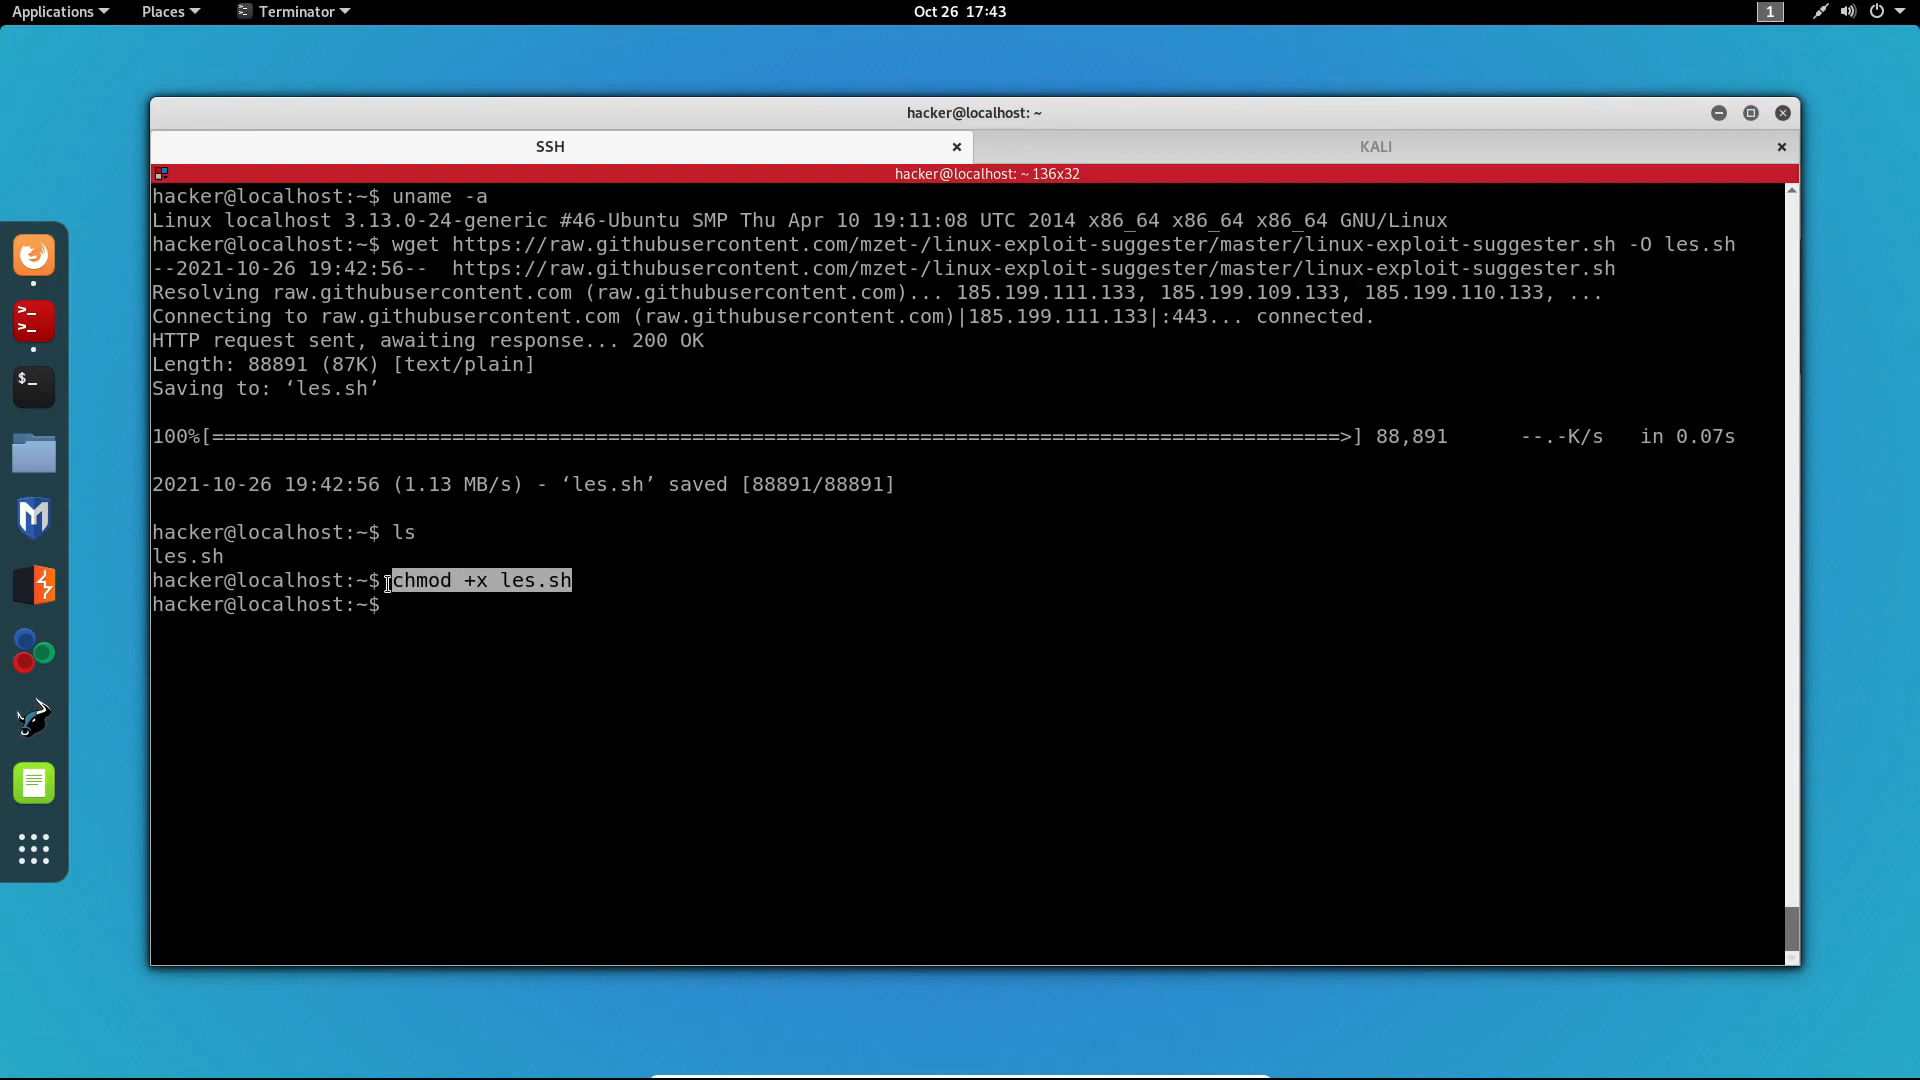 Applications Places Terminator Oct 26 17:43 1
hacker@localhost: ~
SSH KALI
hacker@localhost: ~ 136x32
hacker@localhost:~$ uname -a
Linux localhost 3.13.0-24-generic #46-Ubuntu SMP Thu Apr 10 19:11:08 UTC 2014 x86_64 x86_64 x86_64 GNU/Linux
hacker@localhost:~$ wget https://raw.githubusercontent.com/mzet-/linux-exploit-suggester/master/linux-exploit-suggester.sh -O les.sh
--2021-10-26 19:42:56--  https://raw.githubusercontent.com/mzet-/linux-exploit-suggester/master/linux-exploit-suggester.sh
Resolving raw.githubusercontent.com (raw.githubusercontent.com)... 185.199.111.133, 185.199.109.133, 185.199.110.133, ...
Connecting to raw.githubusercontent.com (raw.githubusercontent.com)|185.199.111.133|:443... connected.
HTTP request sent, awaiting response... 200 OK
Length: 88891 (87K) [text/plain]
Saving to: ‘les.sh’
100%[==============================================================================================>] 88,891      --.-K/s   in 0.07s
2021-10-26 19:42:56 (1.13 MB/s) - ‘les.sh’ saved [88891/88891]
hacker@localhost:~$ ls
les.sh
hacker@localhost:~$ chmod +x les.sh
hacker@localhost:~$